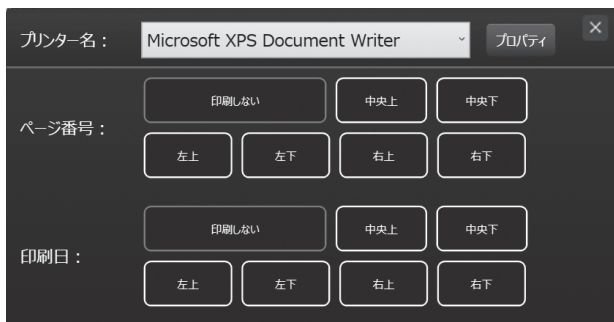 プリンター名： Microsoft XPS Document Writer プロパティ
ページ番号：
印刷しない 中央上 中央下
左上 左下 右上 右下
印刷日：
印刷しない 中央上 中央下
左上 左下 右上 右下